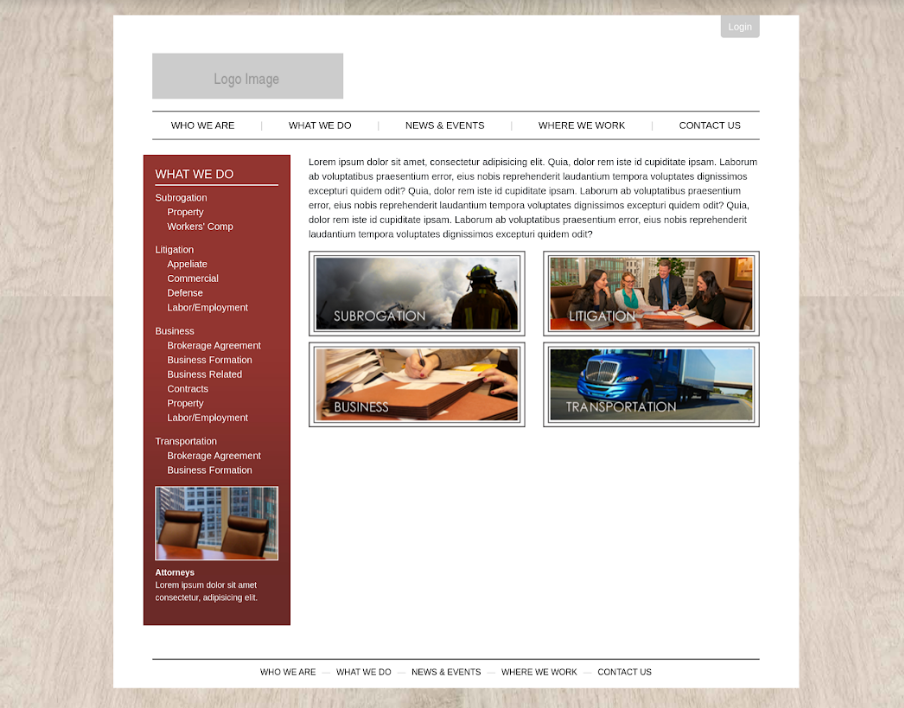 Login
Logo Image
WHO WE ARE | WHAT WE DO | NEWS & EVENTS | WHERE WE WORK | CONTACT US
WHAT WE DO
Subrogation
Property
Workers' Comp
Litigation
Appeliate
Commercial
Defense
Labor/Employment
Business
Brokerage Agreement
Business Formation
Business Related
Contracts
Property
Labor/Employment
Transportation
Brokerage Agreement
Business Formation
Attorneys
Lorem ipsum dolor sit amet
consectetur, adipisicing elit.
Lorem ipsum dolor sit amet, consectetur adipisicing elit. Quia, dolor rem iste id cupiditate ipsam. Laborum
ab voluptatibus praesentium error, eius nobis reprehenderit laudantium tempora voluptates dignissimos
excepturi quidem odit? Quia, dolor rem iste id cupiditate ipsam. Laborum ab voluptatibus praesentium
error, eius nobis reprehenderit laudantium tempora voluptates dignissimos excepturi quidem odit? Quia,
dolor rem iste id cupiditate ipsam. Laborum ab voluptatibus praesentium error, eius nobis reprehenderit
laudantium tempora voluptates dignissimos excepturi quidem odit?
SUBROGATION
LITIGATION
BUSINESS
TRANSPORTATION
WHO WE ARE — WHAT WE DO — NEWS & EVENTS — WHERE WE WORK — CONTACT US